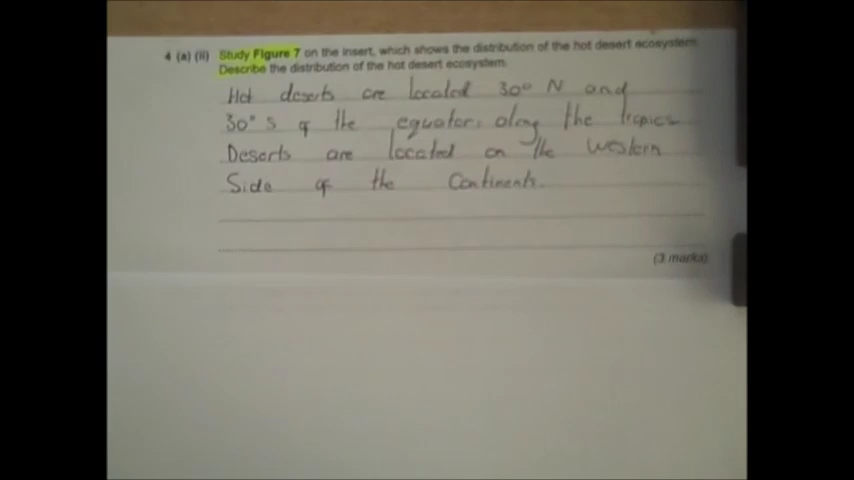 4 (a) (ii) Study Figure 7 on the insert, which shows the distribution of the hot desert ecosystem.
Describe the distribution of the hot desert ecosystem.
Hot deserts are located 30° N and
30° S of the equator. along the tropics
Deserts are located on the western
Side of the Continents.
(3 marks)